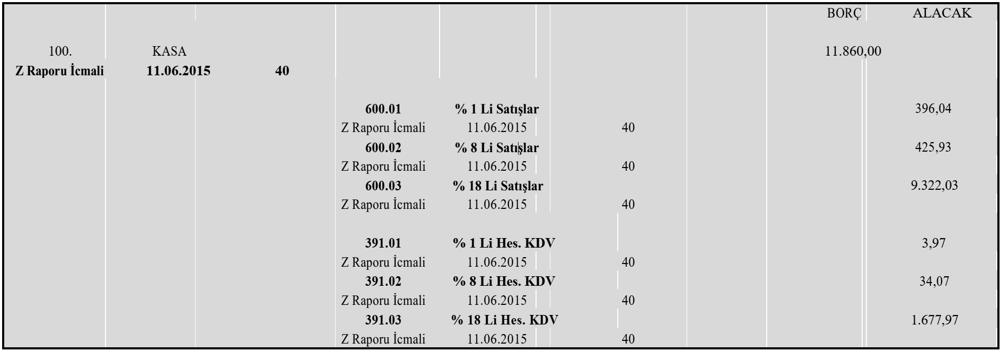 BORÇ ALACAK
100. KASA 11.860,00
Z Raporu İcmali 11.06.2015 40
600.01 % 1 Li Satışlar 396,04
Z Raporu İcmali 11.06.2015 40
600.02 % 8 Li Satışlar 425,93
Z Raporu İcmali 11.06.2015 40
600.03 % 18 Li Satışlar 9.322,03
Z Raporu İcmali 11.06.2015 40
391.01 % 1 Li Hes. KDV 3,97
Z Raporu İcmali 11.06.2015 40
391.02 % 8 Li Hes. KDV 34,07
Z Raporu İcmali 11.06.2015 40
391.03 % 18 Li Hes. KDV 1.677,97
Z Raporu İcmali 11.06.2015 40